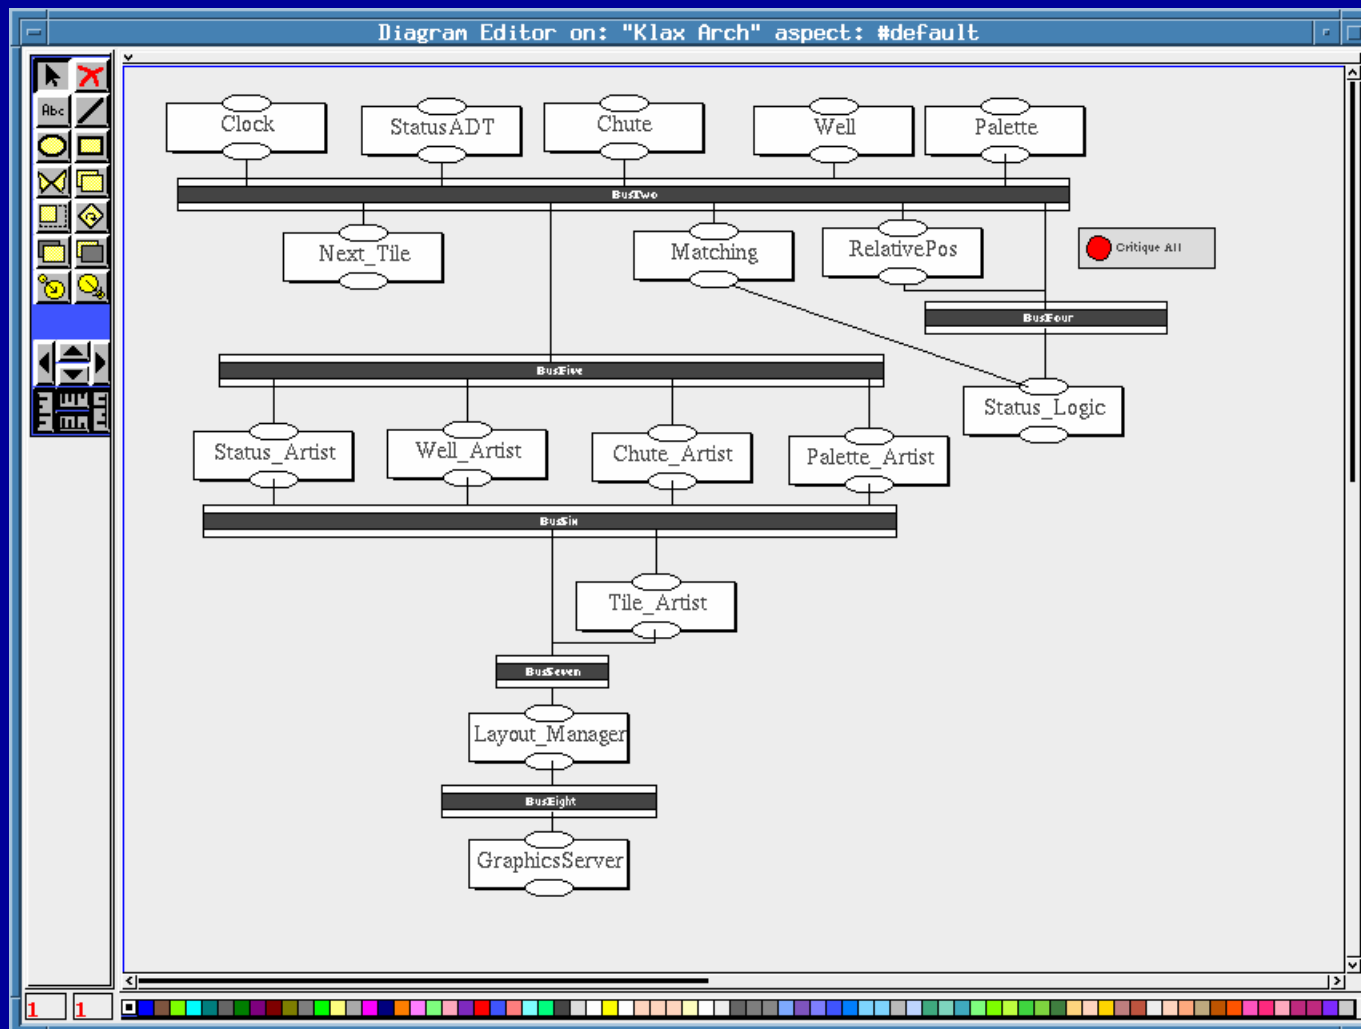 Diagram Editor on: "Klax Arch" aspect: #default
Abc
Clock
StatusADT
Chute
Well
Palette
BusTwo
Next_Tile
Matching
RelativePos
Critique All
BusFour
BusFive
Status_Logic
Status_Artist
Well_Artist
Chute_Artist
Palette_Artist
BusSix
Tile_Artist
BusSeven
Layout_Manager
BusEight
GraphicsServer
1 1